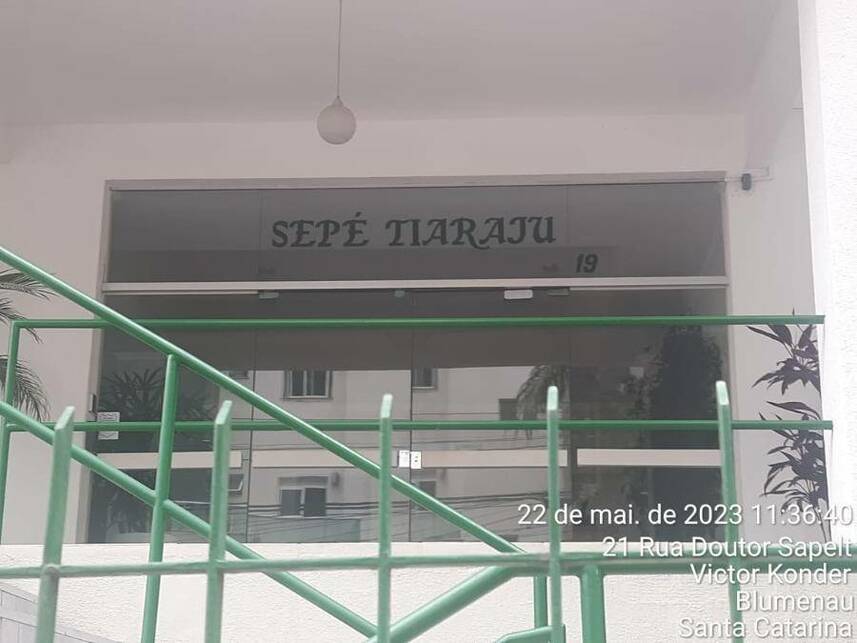 SEPÉ TIARAJU
19
22 de mai. de 2023 11:36:40
21 Rua Doutor Sapelt
Victor Konder
Blumenau
Santa Catarina